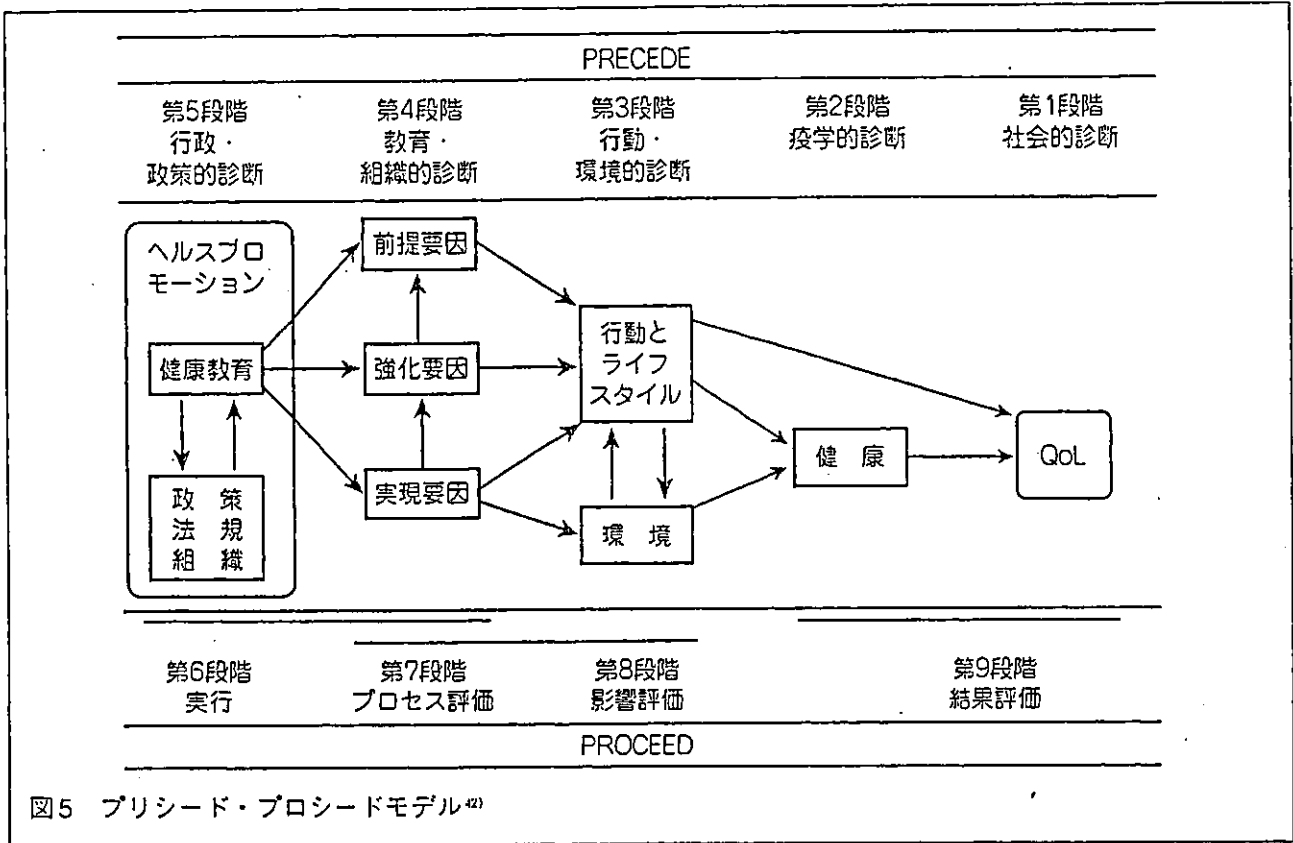 PRECEDE
第5段階
行政・
政策的診断
第4段階
教育・
組織的診断
第3段階
行動・
環境的診断
第2段階
疫学的診断
第1段階
社会的診断
ヘルスプロ
モーション
健康教育
政策
法規
組織
前提要因
強化要因
実現要因
行動と
ライフ
スタイル
環境
健康
QoL
第6段階
実行
第7段階
プロセス評価
第8段階
影響評価
第9段階
結果評価
PROCEED
図5 プリシード・プロシードモデル42)